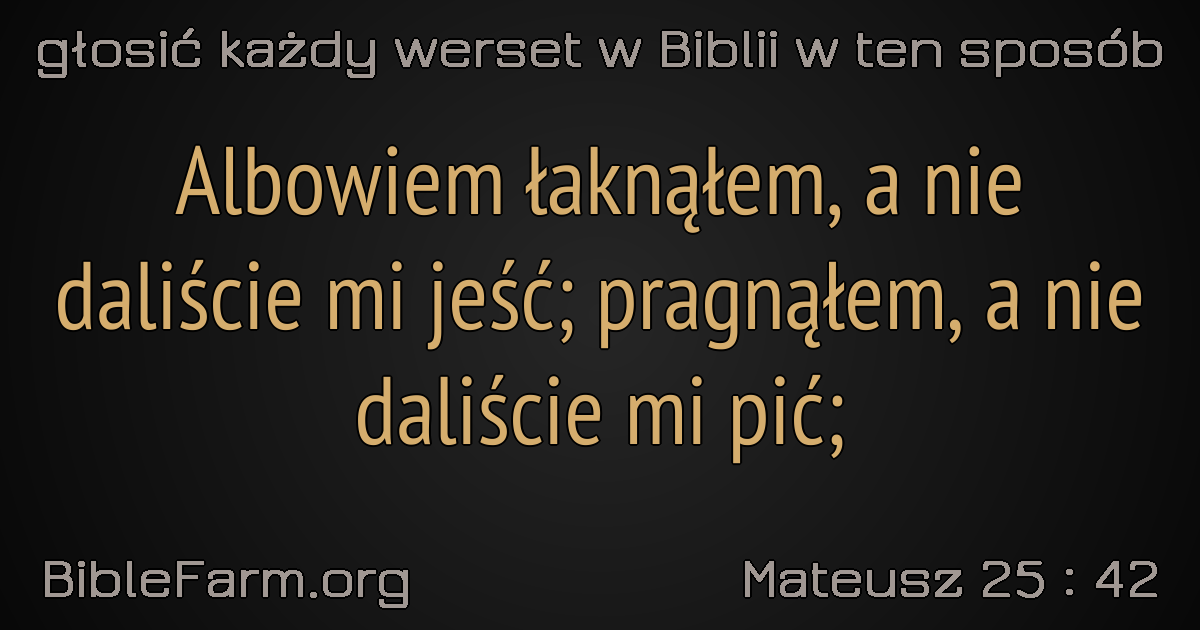 głosić każdy werset w Biblii w ten sposób
Albowiem łaknąłem, a nie
daliście mi jeść; pragnąłem, a nie
daliście mi pić;
BibleFarm.org
Mateusz 25 : 42